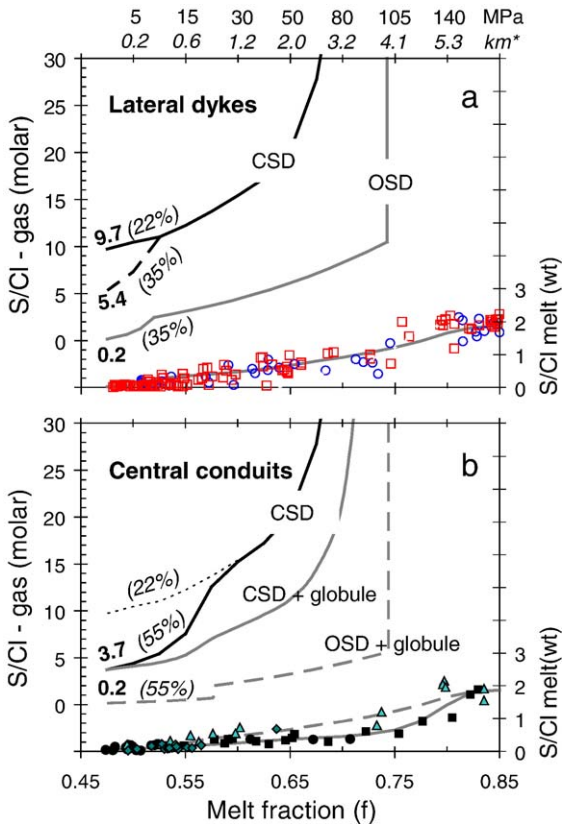 5 15 30 50 80 105 140 MPa
0.2 0.6 1.2 2.0 3.2 4.1 5.3 km*
30
25
20
15
10
5
0
S/Cl - gas (molar)
Lateral dykes
a
CSD
OSD
9.7 (22%)
(35%)
5.4
0.2 (35%)
3
2
1
0
S/Cl melt (wt)
30
25
20
15
10
5
0
S/Cl - gas (molar)
Central conduits
b
CSD
(22%)
CSD + globule
3.7 (55%)
OSD + globule
0.2 (55%)
3
2
1
0
S/Cl melt(wt)
0.45 0.55 0.65 0.75 0.85
Melt fraction (f)